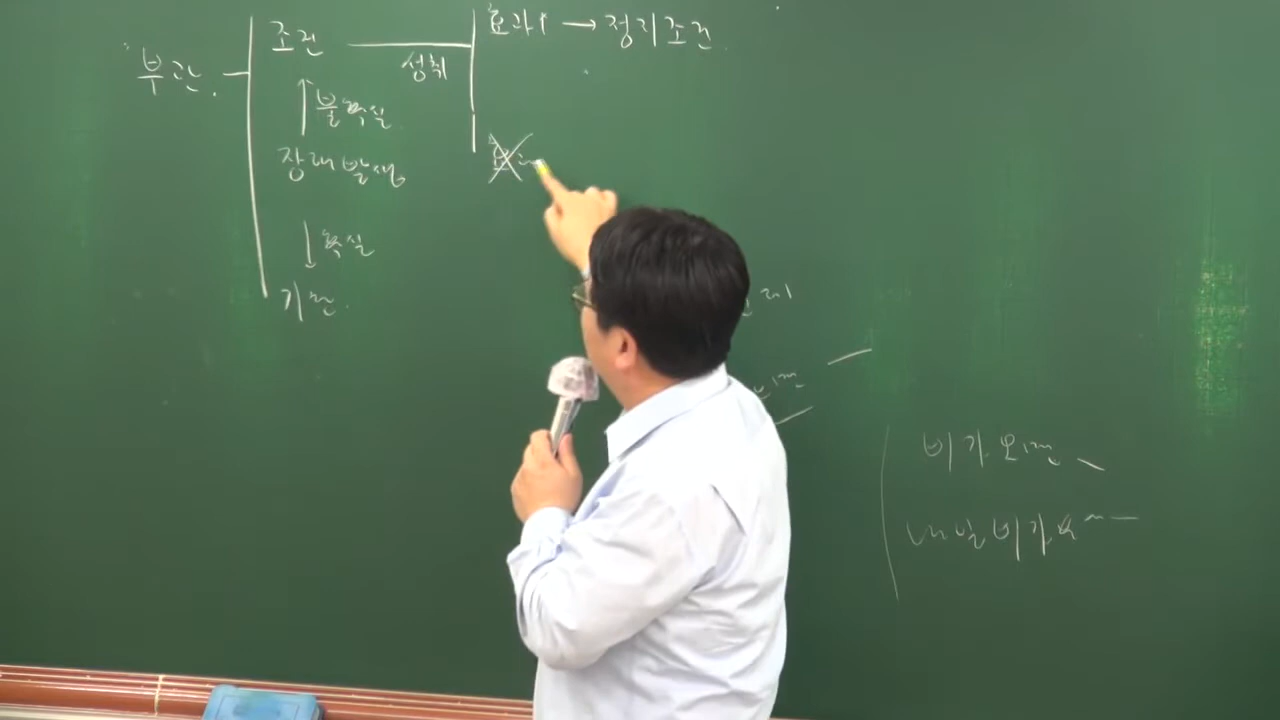 부관.
조건 성취
효과↑ → 정지조건
↑불확실
장래발생
↓확실
기한.
비가 오면
내일 비가